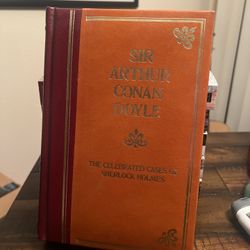 SIR
ARTHUR
CONAN
DOYLE
THE CELEBRATED CASES OF
SHERLOCK HOLMES